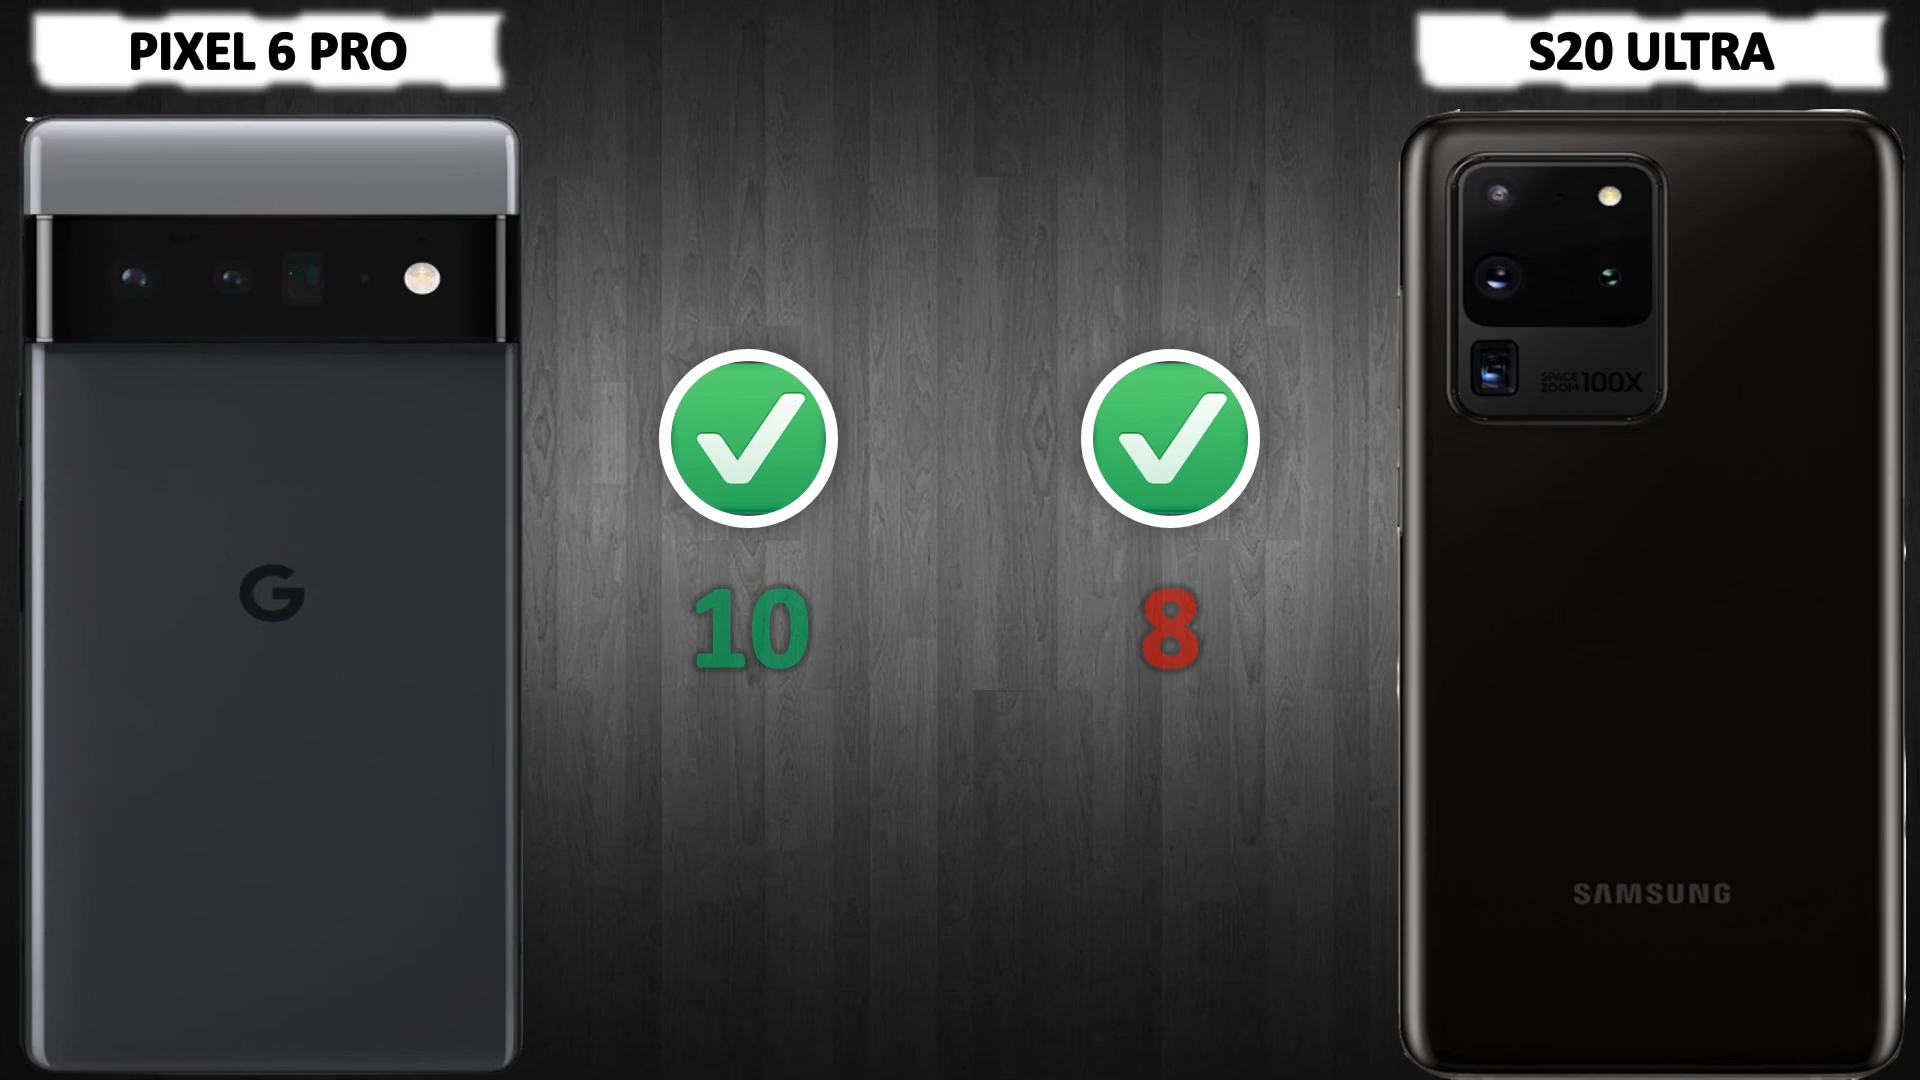 PIXEL 6 PRO
S20 ULTRA
SPACE
ZOOM 100X
10
8
G
SAMSUNG